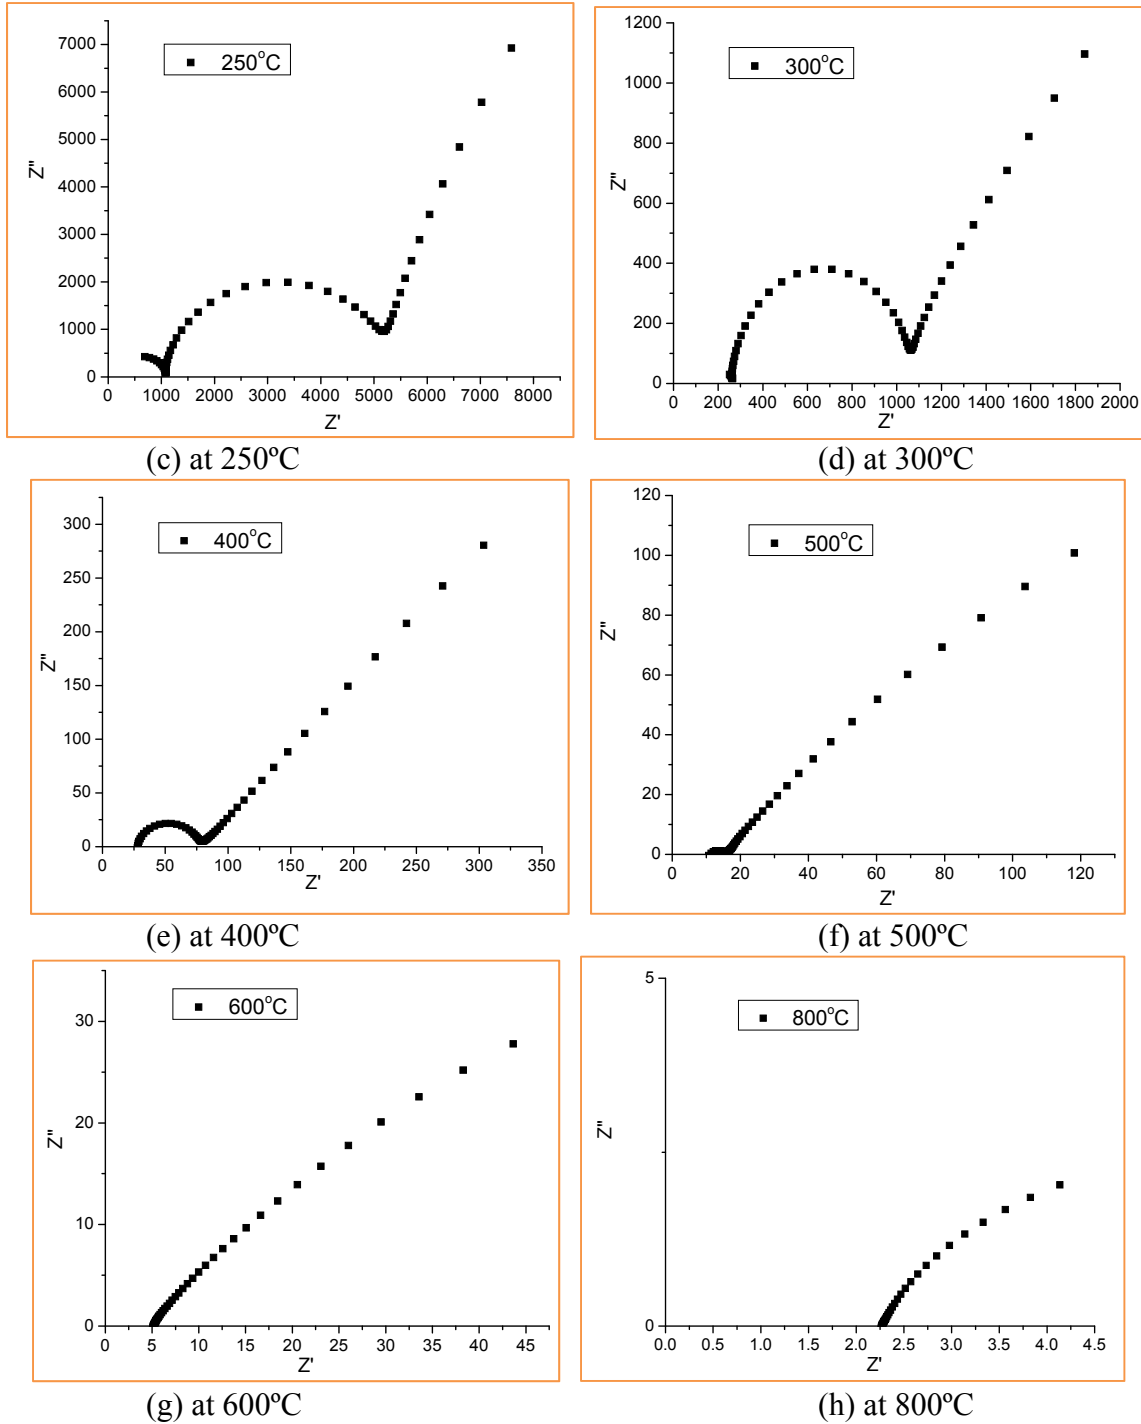 7000
6000
5000
4000
3000
2000
1000
0
Z"
250°C
0 1000 2000 3000 4000 5000 6000 7000 8000
Z'
(c) at 250ºC
1200
1000
800
600
400
200
0
Z"
300°C
0 200 400 600 800 1000 1200 1400 1600 1800 2000
Z'
(d) at 300ºC
300
250
200
150
100
50
0
Z"
400°C
0 50 100 150 200 250 300 350
Z'
(e) at 400ºC
120
100
80
60
40
20
0
Z"
500°C
0 20 40 60 80 100 120
Z'
(f) at 500ºC
30
20
10
0
Z"
600°C
0 5 10 15 20 25 30 35 40 45
Z'
(g) at 600ºC
5
0
Z"
800°C
0.0 0.5 1.0 1.5 2.0 2.5 3.0 3.5 4.0 4.5
Z'
(h) at 800ºC